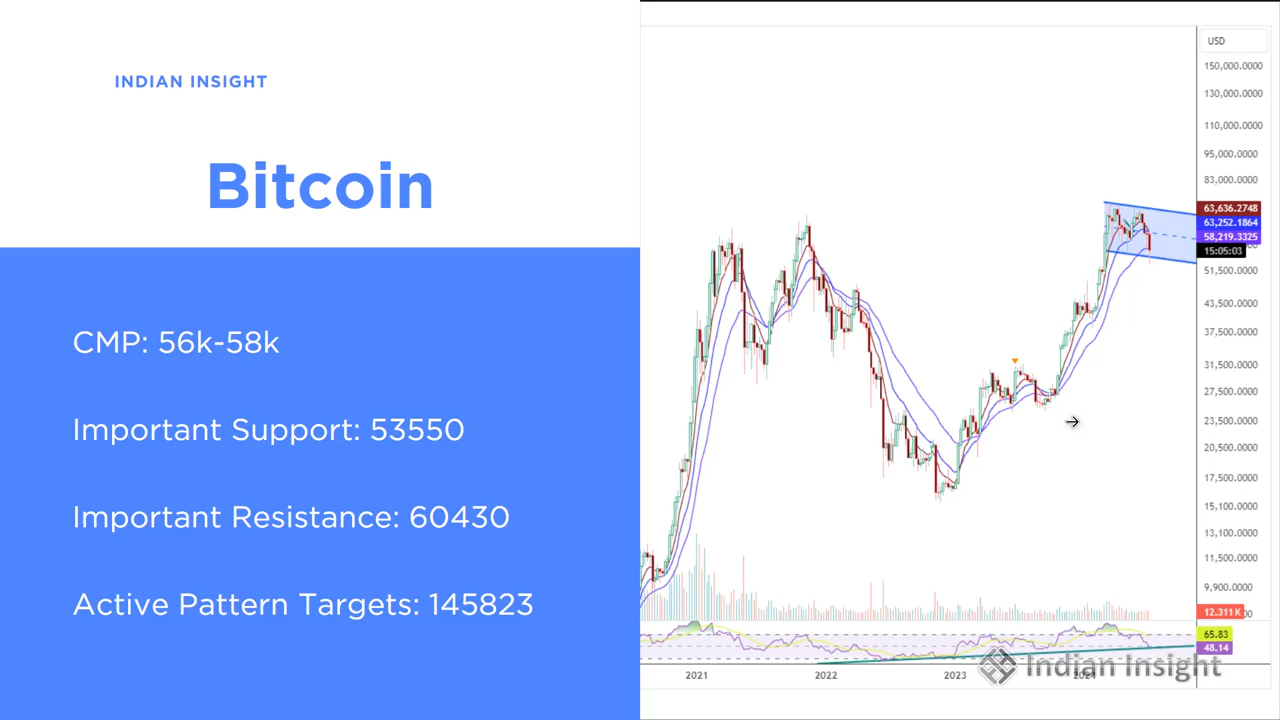 INDIAN INSIGHT
Bitcoin
CMP: 56k-58k
Important Support: 53550
Important Resistance: 60430
Active Pattern Targets: 145823
USD
150,000.0000
130,000.0000
110,000.0000
95,000.0000
83,000.0000
63,636.2748
63,252.1864
58,219.3325
15:05:03
51,500.0000
43,500.0000
37,500.0000
31,500.0000
27,500.0000
23,500.0000
20,500.0000
17,500.0000
15,100.0000
13,100.0000
11,500.0000
9,900.0000
12.311K
65.83
48.14
Indian Insight
2021 2022 2023 2024